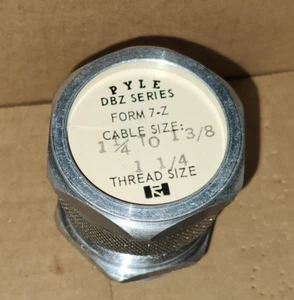 PYLE
DBZ SERIES
FORM 7-Z
CABLE SIZE:
1 1/4 TO 1 3/8
1 1/4
THREAD SIZE